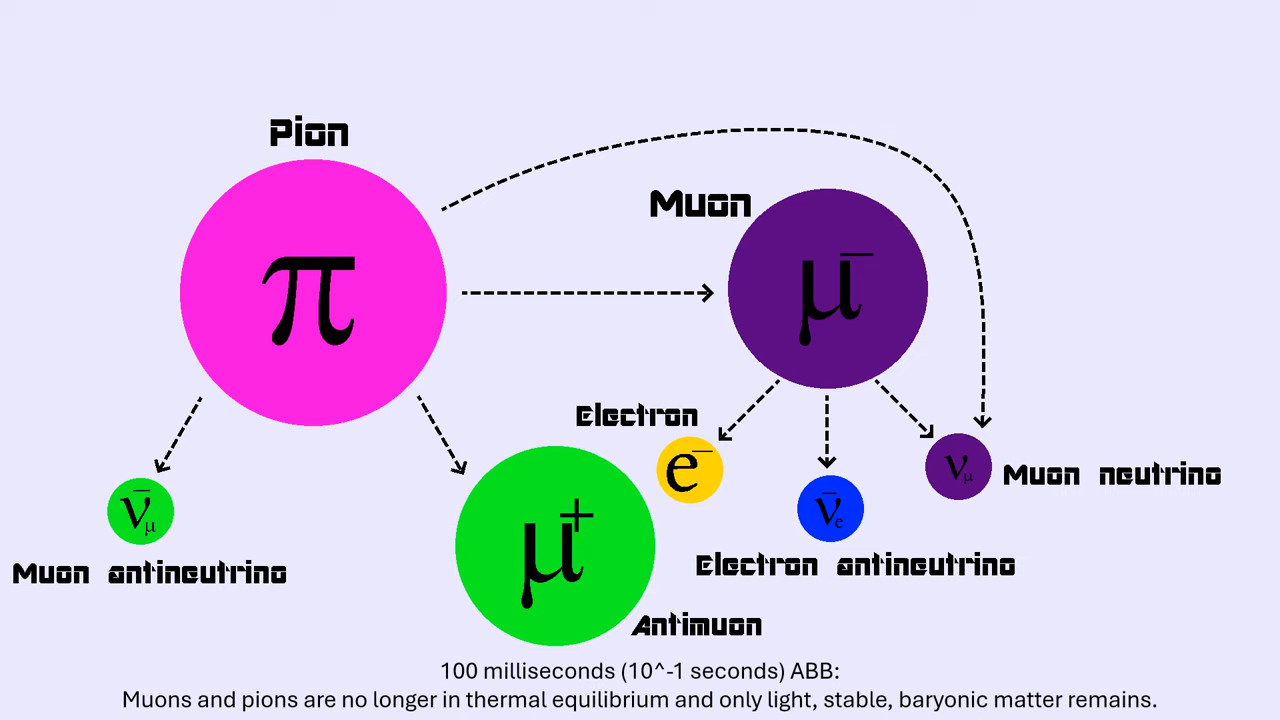 Pion
π
Muon
μ⁻
Electron
e⁻
ν̄μ
ν̄e
νμ
Muon neutrino
Muon antineutrino
μ⁺
Electron antineutrino
Antimuon
100 milliseconds (10^-1 seconds) ABB:
Muons and pions are no longer in thermal equilibrium and only light, stable, baryonic matter remains.